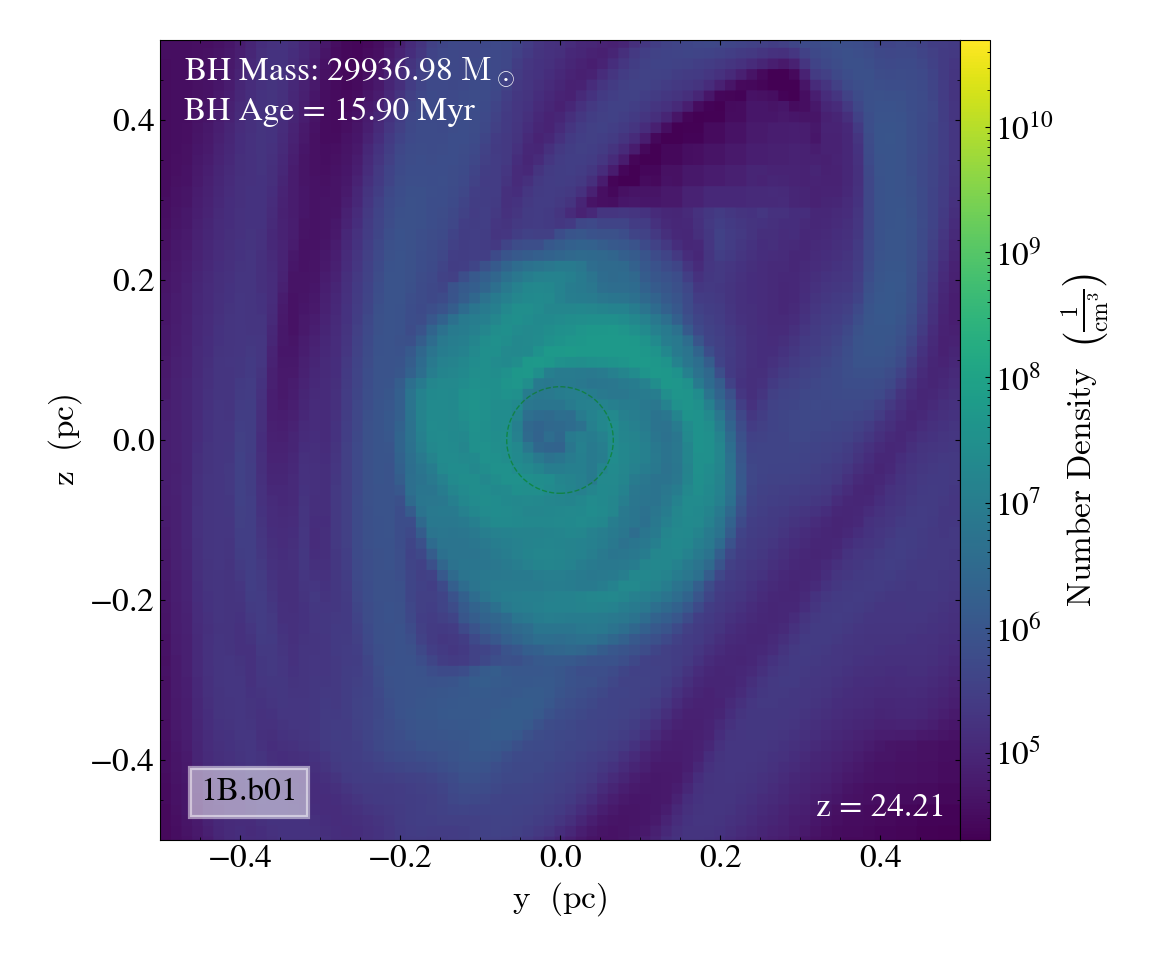 BH Mass: 29936.98 M⊙
BH Age = 15.90 Myr
1B.b01
z = 24.21
z (pc)
0.4
0.2
0.0
−0.2
−0.4
−0.4 −0.2 0.0 0.2 0.4
y (pc)
10¹⁰
10⁹
10⁸
10⁷
10⁶
10⁵
Number Density (1/cm³)